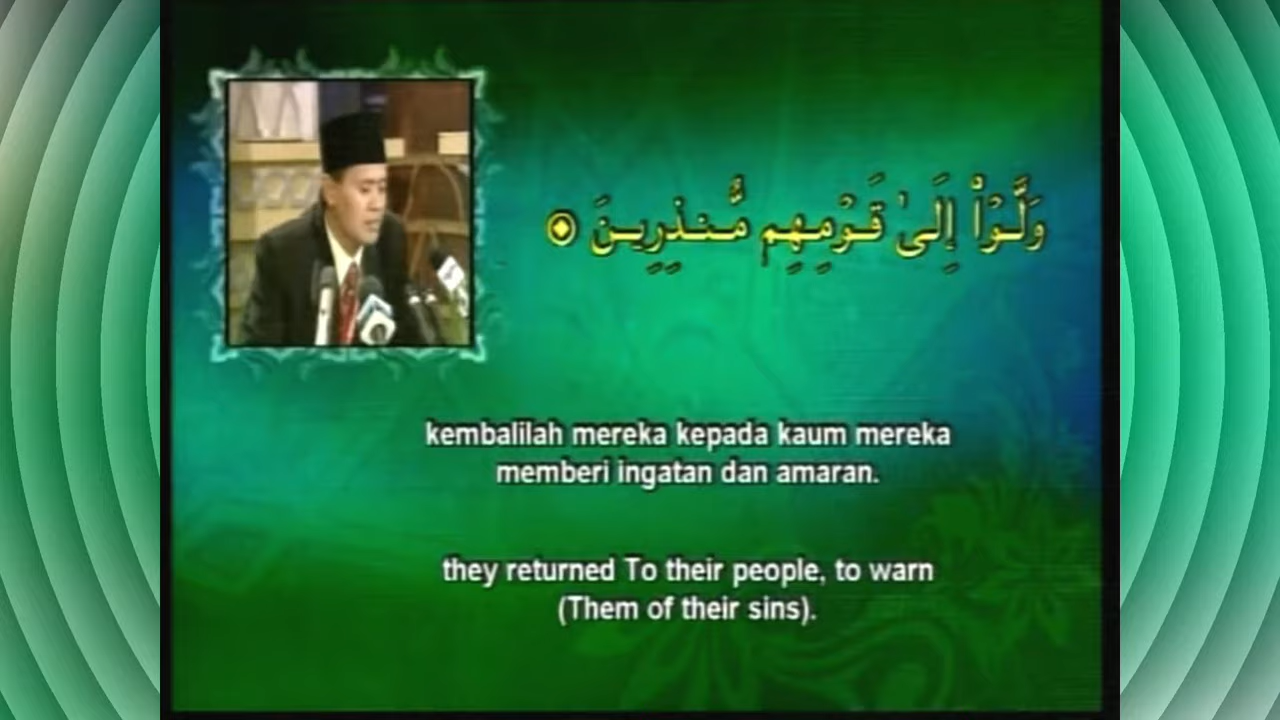 وَلَّوْا۟ إِلَىٰ قَوْمِهِم مُّنذِرِينَ
kembalilah mereka kepada kaum mereka
memberi ingatan dan amaran.
they returned To their people, to warn
(Them of their sins).